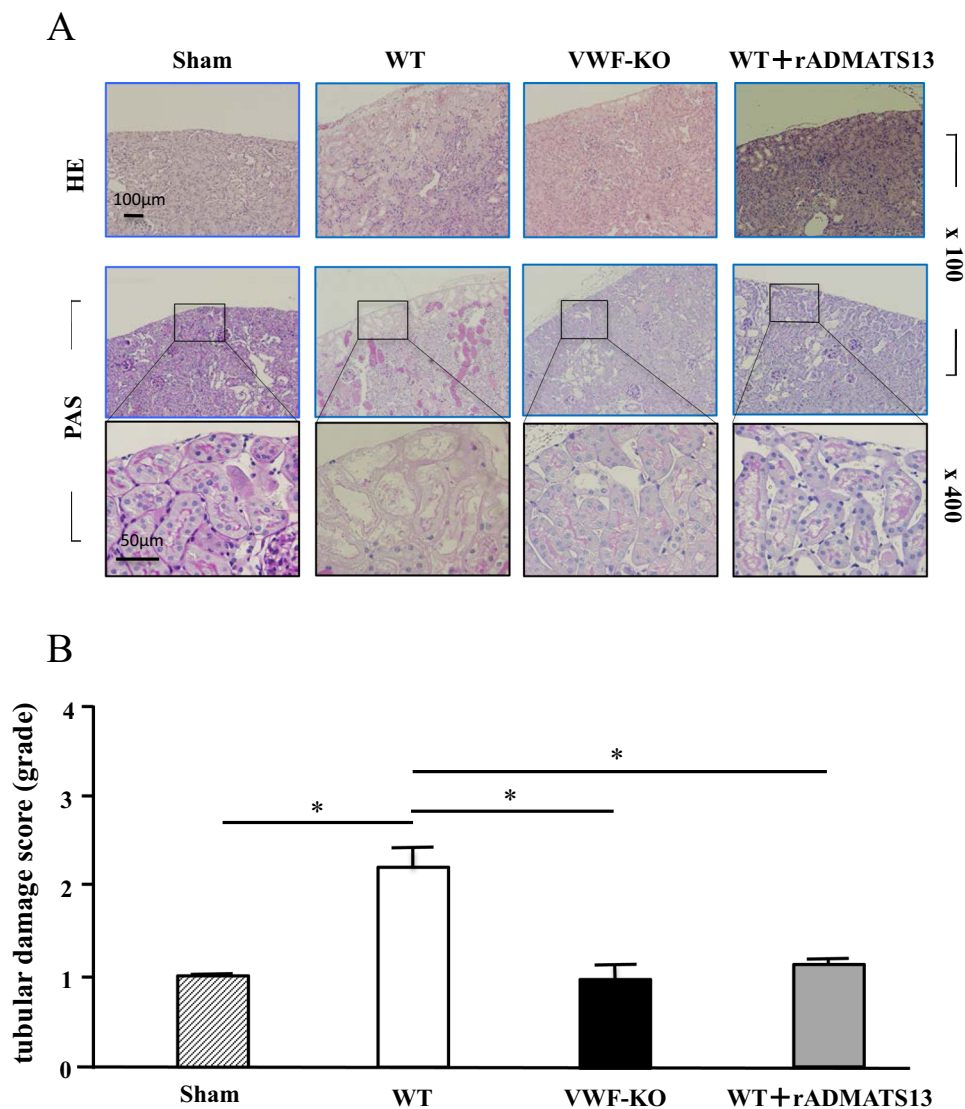 A
Sham WT VWF-KO WT+rADMATS13
HE
100μm
x 100
PAS
50μm
x 400
B
tubular damage score (grade)
4
3
2
1
0
*
*
*
Sham WT VWF-KO WT+rADMATS13